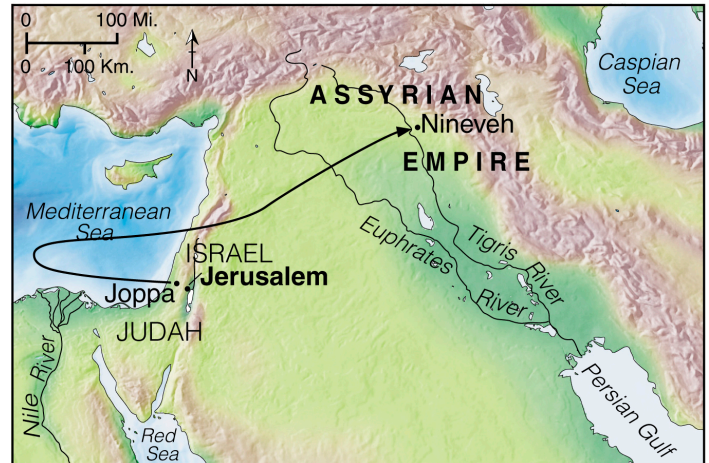 0 100 Mi.
0 100 Km.
N
Caspian
Sea
ASSYRIAN
Nineveh
EMPIRE
Mediterranean
Sea
ISRAEL
Jerusalem
Joppa
JUDAH
Euphrates
River
Tigris
River
Nile River
Red
Sea
Persian Gulf